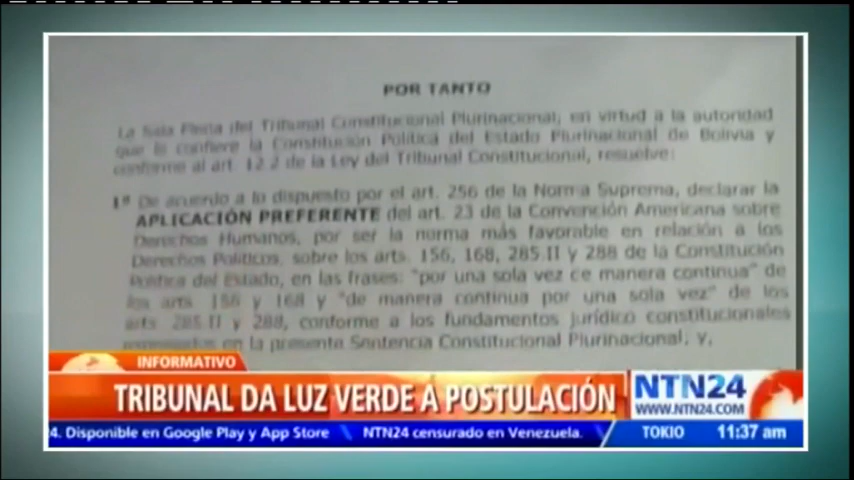 POR TANTO
La Sala Plena del Tribunal Constitucional Plurinacional, en virtud a la autoridad
que le confiere la Constitución Política del Estado Plurinacional de Bolivia y
conforme al art. 12.2 de la Ley del Tribunal Constitucional, resuelve:
1º De acuerdo a lo dispuesto por el art. 256 de la Norma Suprema, declarar la
APLICACIÓN PREFERENTE del art. 23 de la Convención Americana sobre
Derechos Humanos, por ser la norma más favorable en relación a los
Derechos Políticos, sobre los arts. 156, 168, 285.II y 288 de la Constitución
Política del Estado, en las frases: "por una sola vez de manera continua" de
los arts. 156 y 168 y "de manera continua por una sola vez" de los
arts. 285.II y 288, conforme a los fundamentos jurídico constitucionales
expresados en la presente Sentencia Constitucional Plurinacional; y,
INFORMATIVO
TRIBUNAL DA LUZ VERDE A POSTULACIÓN
NTN24
WWW.NTN24.COM
4. Disponible en Google Play y App Store \ NTN24 censurado en Venezuela.
TOKIO 11:37 am